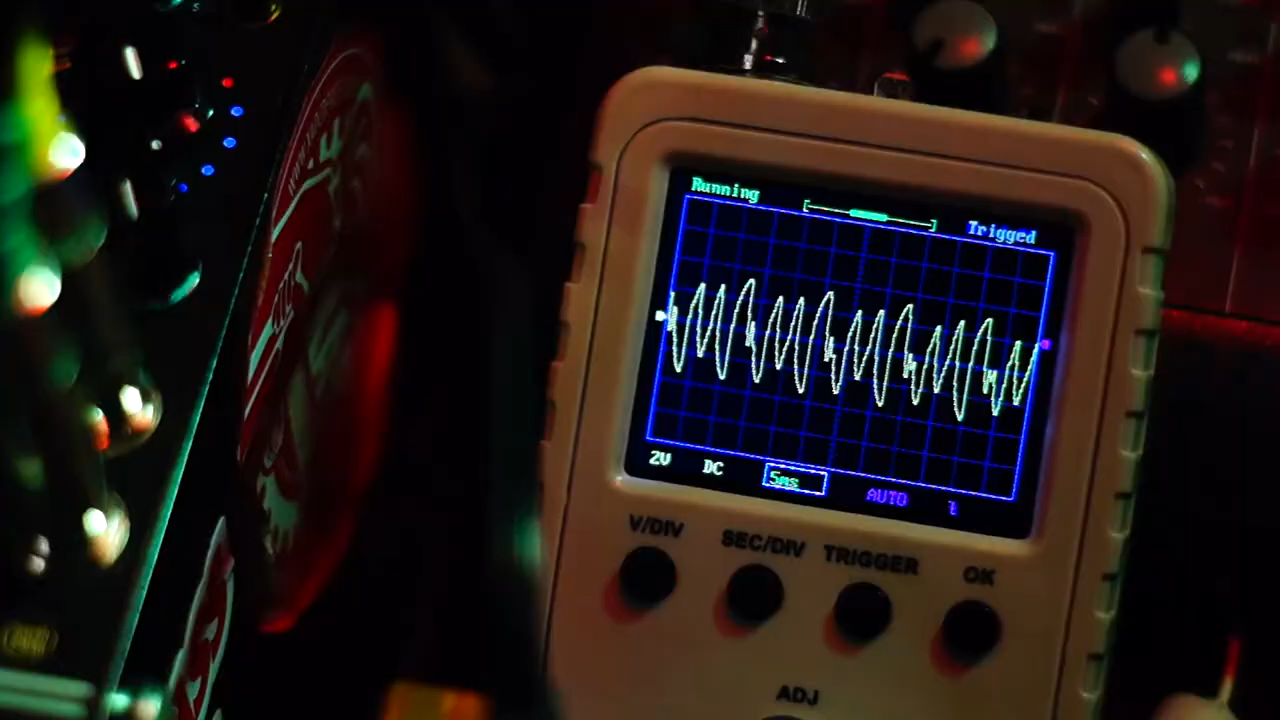 Running
Trigged
2V DC 5ms AUTO
V/DIV SEC/DIV TRIGGER OK
ADJ